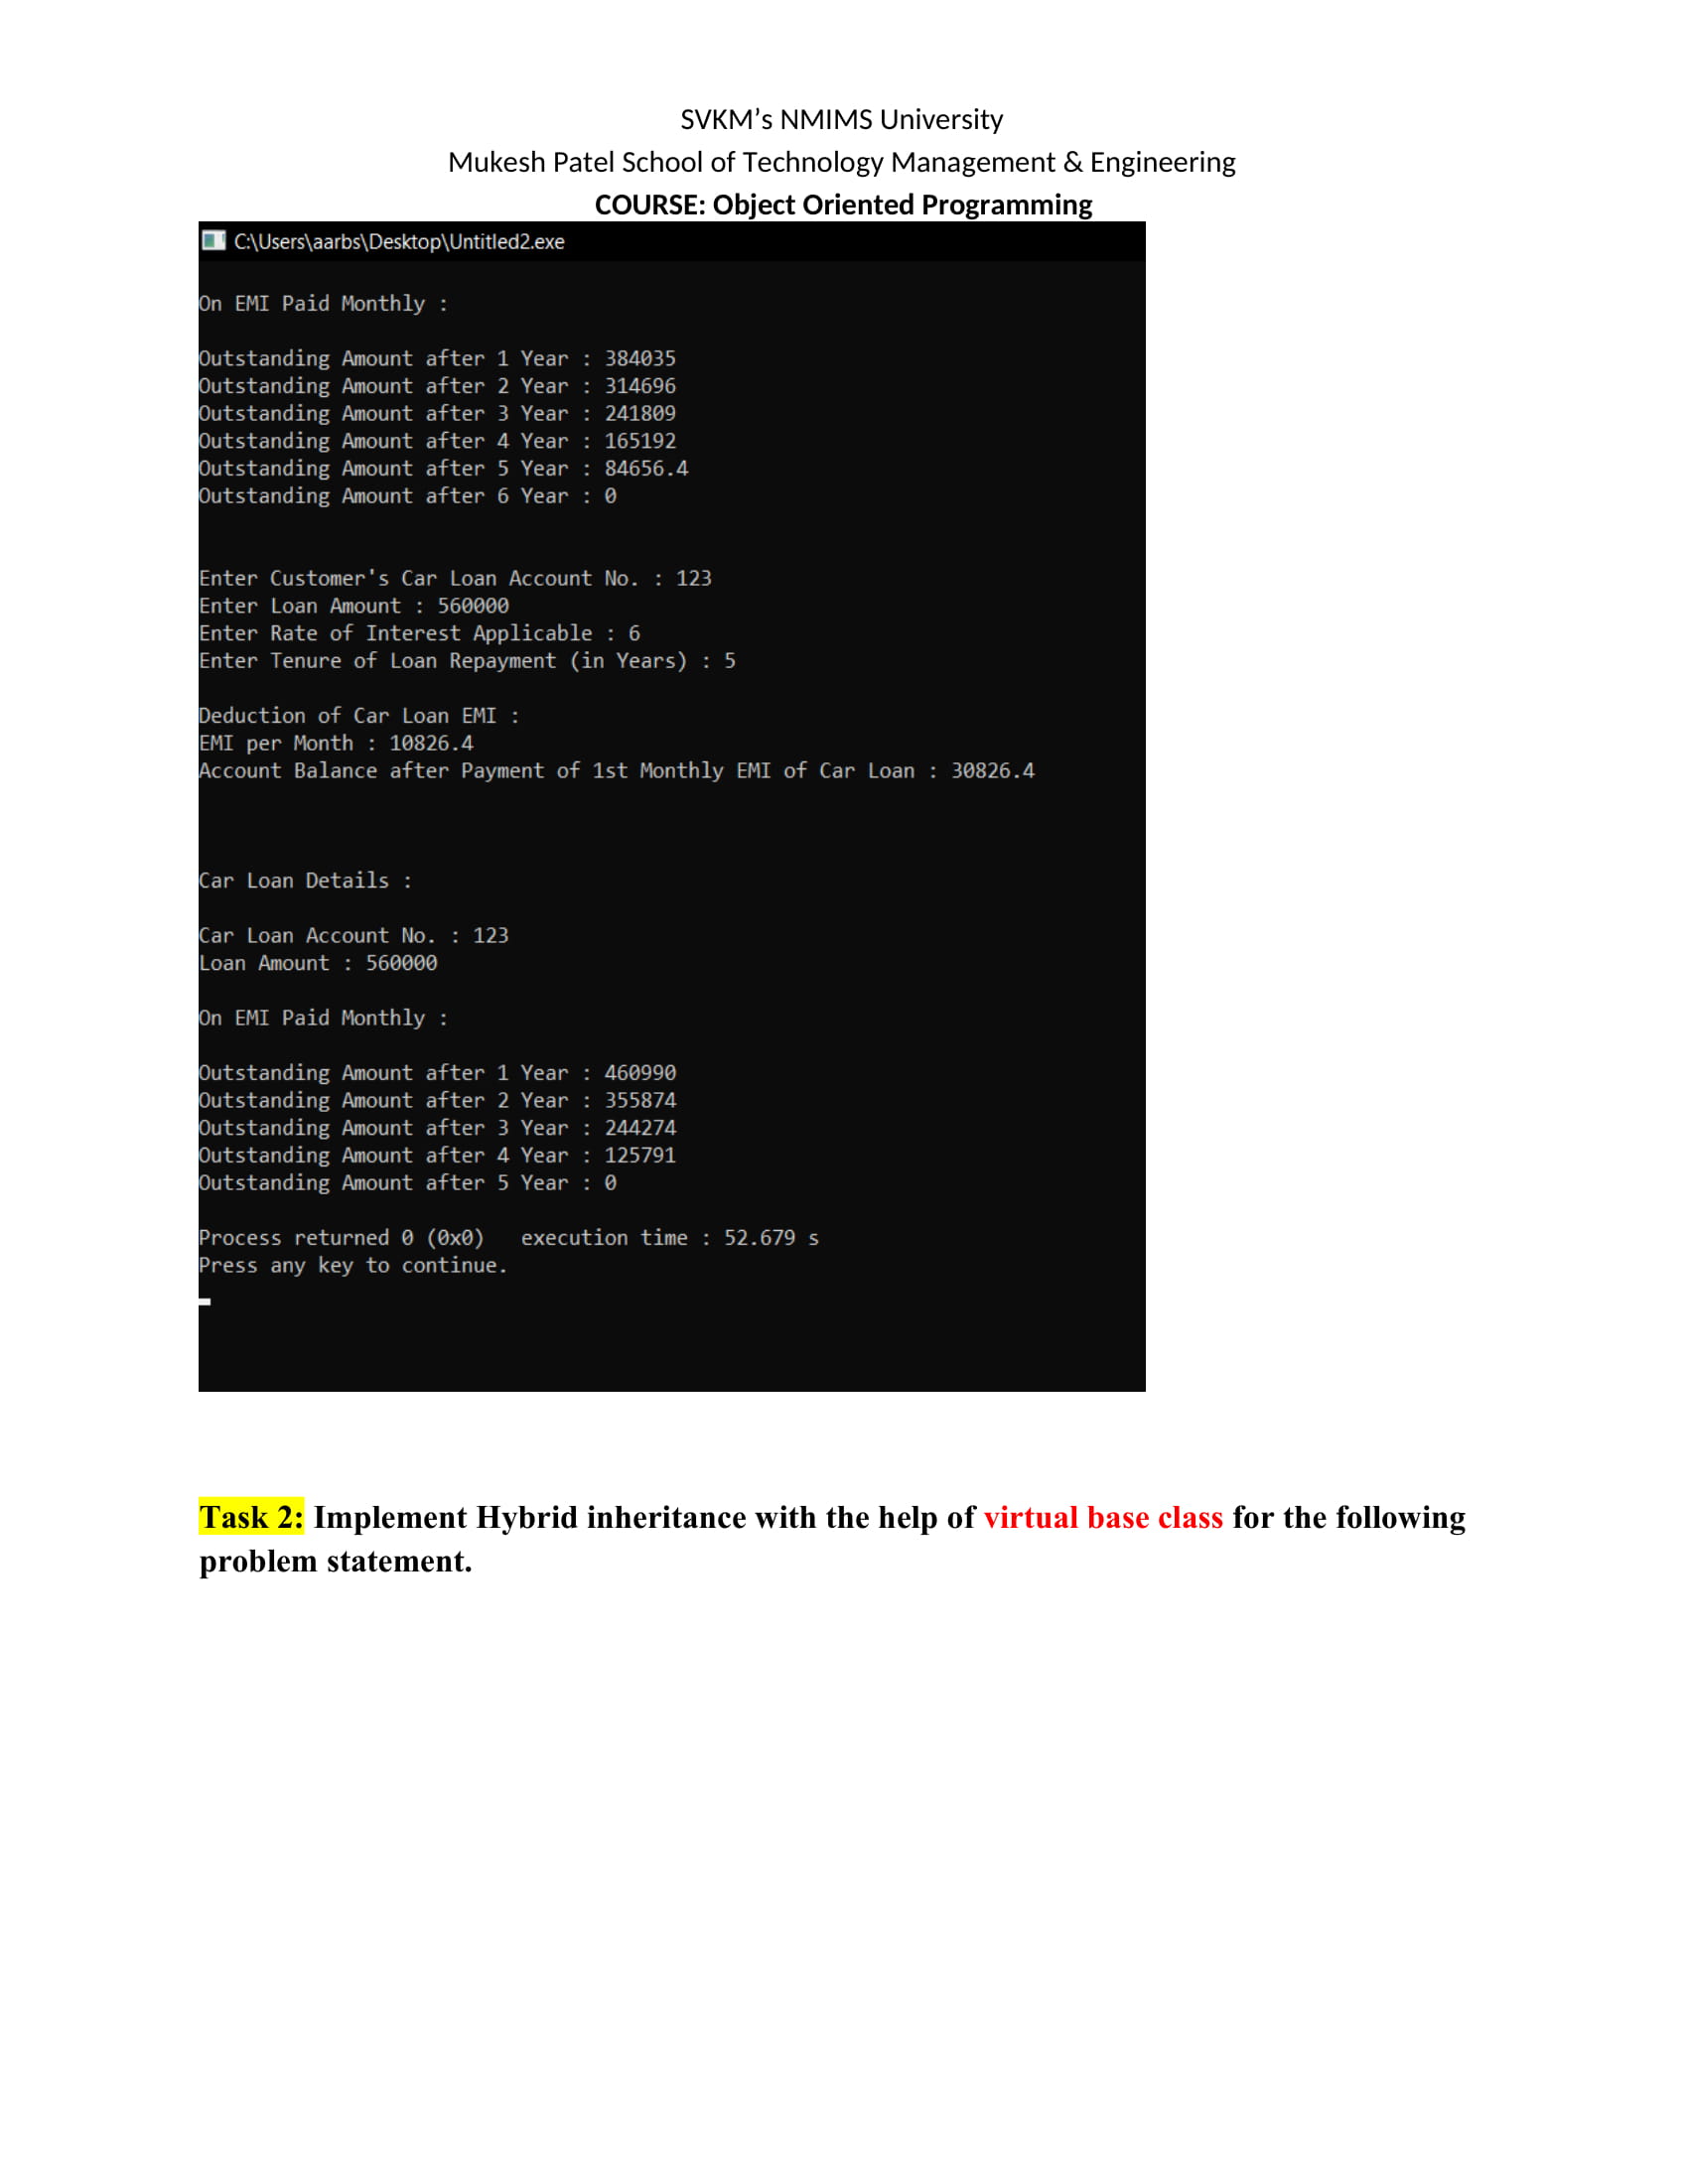 SVKM’s NMIMS University
Mukesh Patel School of Technology Management & Engineering
COURSE: Object Oriented Programming
C:\Users\aarbs\Desktop\Untitled2.exe
On EMI Paid Monthly :
Outstanding Amount after 1 Year : 384035
Outstanding Amount after 2 Year : 314696
Outstanding Amount after 3 Year : 241809
Outstanding Amount after 4 Year : 165192
Outstanding Amount after 5 Year : 84656.4
Outstanding Amount after 6 Year : 0
Enter Customer's Car Loan Account No. : 123
Enter Loan Amount : 560000
Enter Rate of Interest Applicable : 6
Enter Tenure of Loan Repayment (in Years) : 5
Deduction of Car Loan EMI :
EMI per Month : 10826.4
Account Balance after Payment of 1st Monthly EMI of Car Loan : 30826.4
Car Loan Details :
Car Loan Account No. : 123
Loan Amount : 560000
On EMI Paid Monthly :
Outstanding Amount after 1 Year : 460990
Outstanding Amount after 2 Year : 355874
Outstanding Amount after 3 Year : 244274
Outstanding Amount after 4 Year : 125791
Outstanding Amount after 5 Year : 0
Process returned 0 (0x0)   execution time : 52.679 s
Press any key to continue.
Task 2: Implement Hybrid inheritance with the help of virtual base class for the following
problem statement.